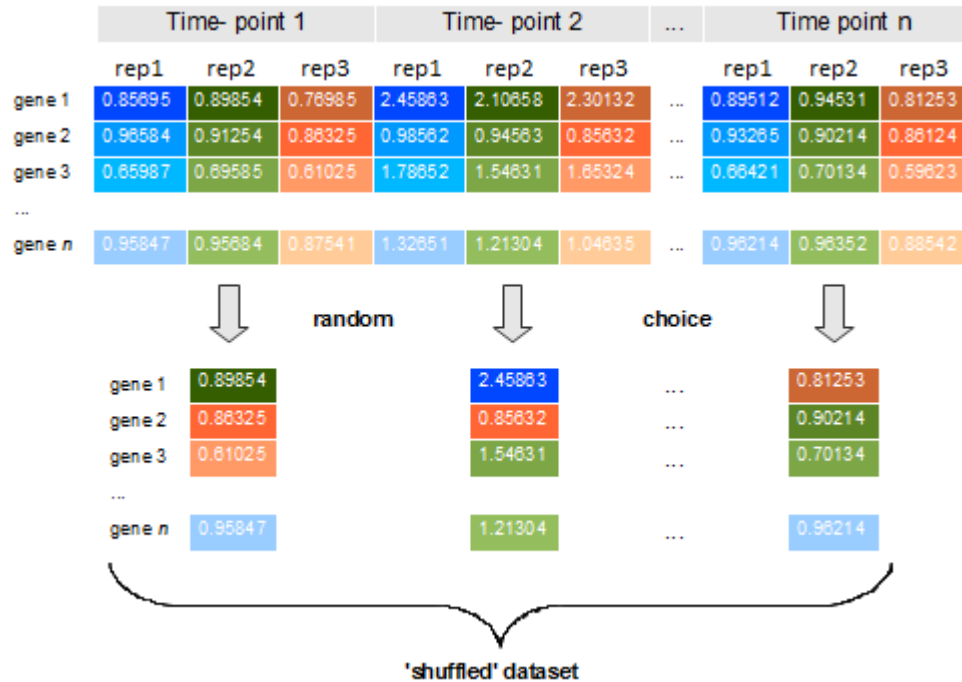 Time- point 1 Time- point 2 ... Time point n
rep1 rep2 rep3 rep1 rep2 rep3 rep1 rep2 rep3
gene 1 0.85695 0.89854 0.76985 2.45863 2.10658 2.30132 ... 0.89512 0.94531 0.81253
gene 2 0.96584 0.91254 0.86325 0.98562 0.94563 0.85632 ... 0.93265 0.90214 0.86124
gene 3 0.65987 0.69585 0.61025 1.78652 1.54631 1.65324 ... 0.66421 0.70134 0.59623
...
gene n 0.95847 0.95684 0.87541 1.32651 1.21304 1.04635 ... 0.96214 0.96352 0.88542
random choice
gene 1 0.89854 2.45863 ... 0.81253
gene 2 0.86325 0.85632 ... 0.90214
gene 3 0.61025 1.54631 ... 0.70134
...
gene n 0.95847 1.21304 ... 0.96214
'shuffled' dataset